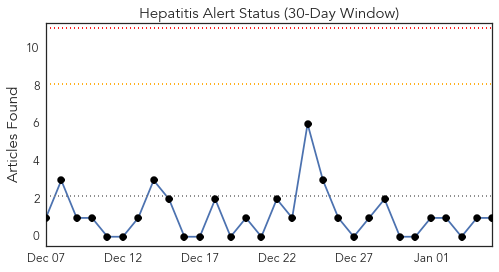 Hepatitis Alert Status (30-Day Window)
Articles Found
10
8
6
4
2
0
Dec 07 Dec 12 Dec 17 Dec 22 Dec 27 Jan 01